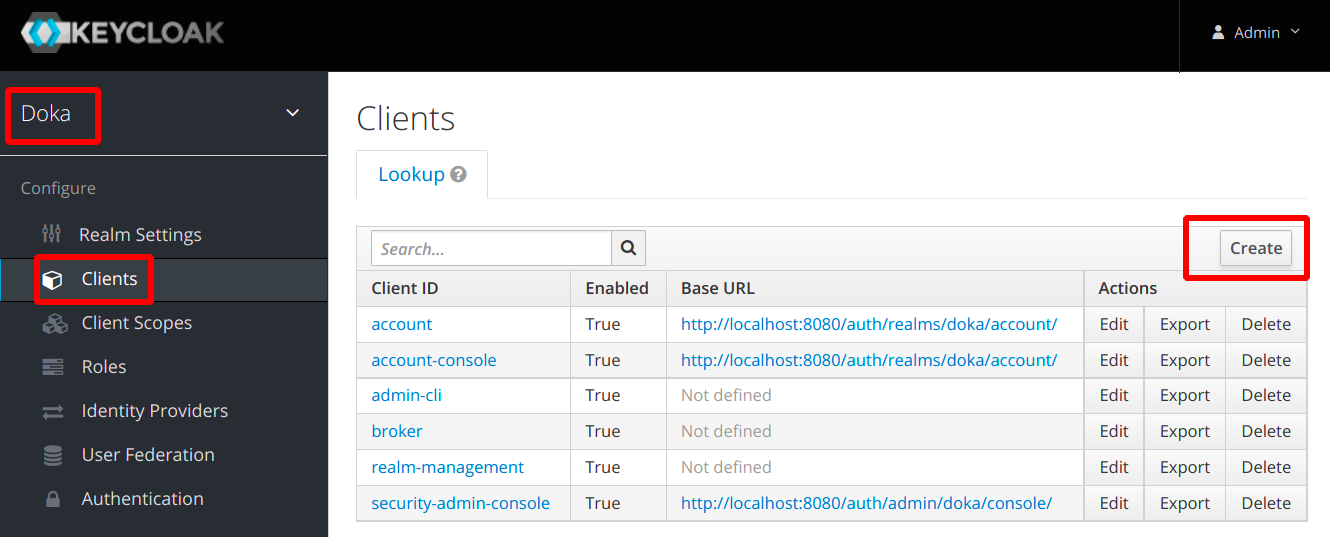 KEYCLOAK
Admin
Doka
Configure
Realm Settings
Clients
Client Scopes
Roles
Identity Providers
User Federation
Authentication
Clients
Lookup ?
Search...
Create
Client ID Enabled Base URL Actions
account True http://localhost:8080/auth/realms/doka/account/ Edit Export Delete
account-console True http://localhost:8080/auth/realms/doka/account/ Edit Export Delete
admin-cli True Not defined Edit Export Delete
broker True Not defined Edit Export Delete
realm-management True Not defined Edit Export Delete
security-admin-console True http://localhost:8080/auth/admin/doka/console/ Edit Export Delete